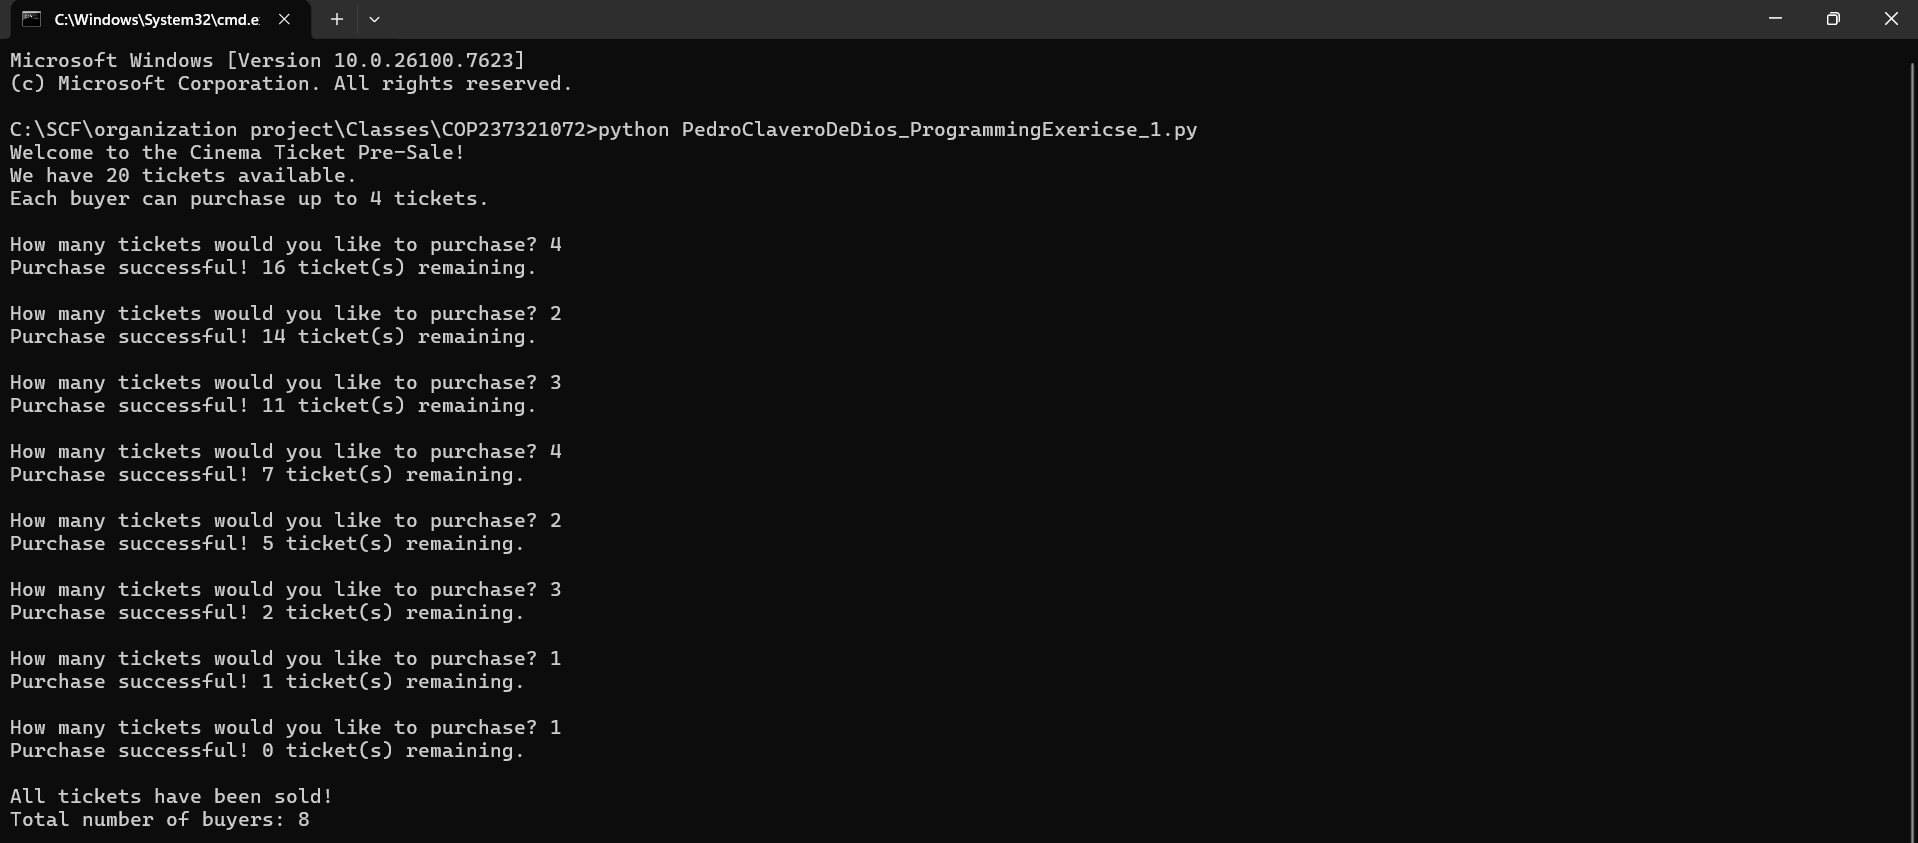 C:\Windows\System32\cmd.e
Microsoft Windows [Version 10.0.26100.7623]
(c) Microsoft Corporation. All rights reserved.
C:\SCF\organization project\Classes\COP237321072>python PedroClaveroDeDios_ProgrammingExericse_1.py
Welcome to the Cinema Ticket Pre-Sale!
We have 20 tickets available.
Each buyer can purchase up to 4 tickets.
How many tickets would you like to purchase? 4
Purchase successful! 16 ticket(s) remaining.
How many tickets would you like to purchase? 2
Purchase successful! 14 ticket(s) remaining.
How many tickets would you like to purchase? 3
Purchase successful! 11 ticket(s) remaining.
How many tickets would you like to purchase? 4
Purchase successful! 7 ticket(s) remaining.
How many tickets would you like to purchase? 2
Purchase successful! 5 ticket(s) remaining.
How many tickets would you like to purchase? 3
Purchase successful! 2 ticket(s) remaining.
How many tickets would you like to purchase? 1
Purchase successful! 1 ticket(s) remaining.
How many tickets would you like to purchase? 1
Purchase successful! 0 ticket(s) remaining.
All tickets have been sold!
Total number of buyers: 8